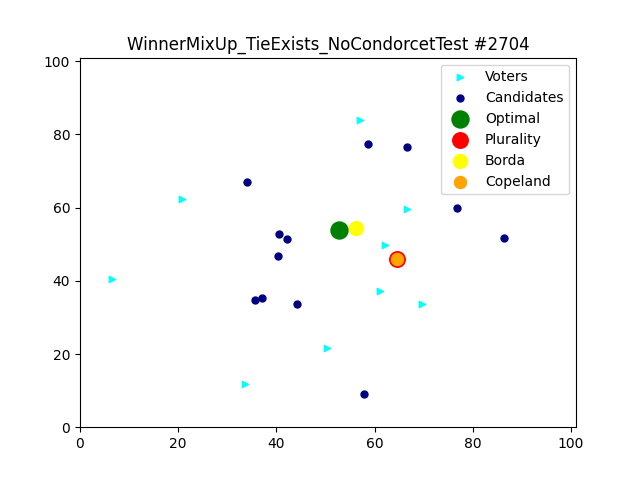 WinnerMixUp_TieExists_NoCondorcetTest #2704
100
80
60
40
20
0
0 20 40 60 80 100
Voters
Candidates
Optimal
Plurality
Borda
Copeland